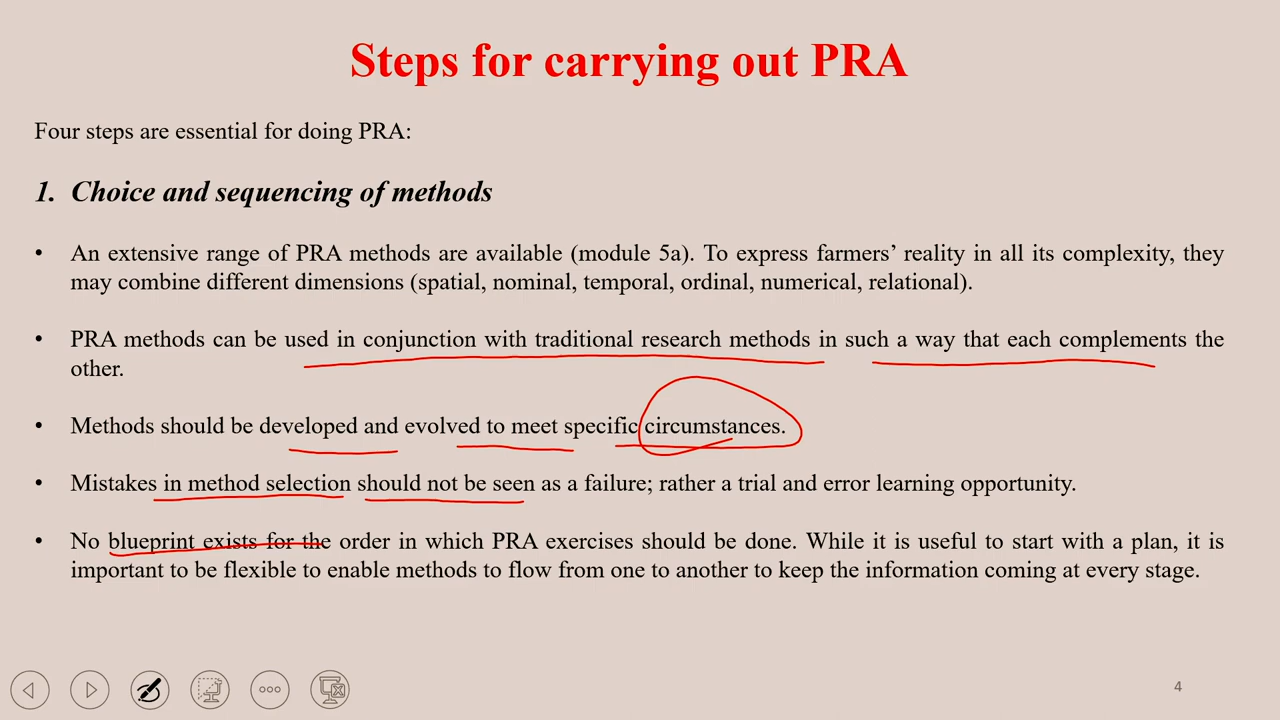 Steps for carrying out PRA
Four steps are essential for doing PRA:
1. Choice and sequencing of methods
• An extensive range of PRA methods are available (module 5a). To express farmers’ reality in all its complexity, they
may combine different dimensions (spatial, nominal, temporal, ordinal, numerical, relational).
• PRA methods can be used in conjunction with traditional research methods in such a way that each complements the
other.
• Methods should be developed and evolved to meet specific circumstances.
• Mistakes in method selection should not be seen as a failure; rather a trial and error learning opportunity.
• No blueprint exists for the order in which PRA exercises should be done. While it is useful to start with a plan, it is
important to be flexible to enable methods to flow from one to another to keep the information coming at every stage.
4